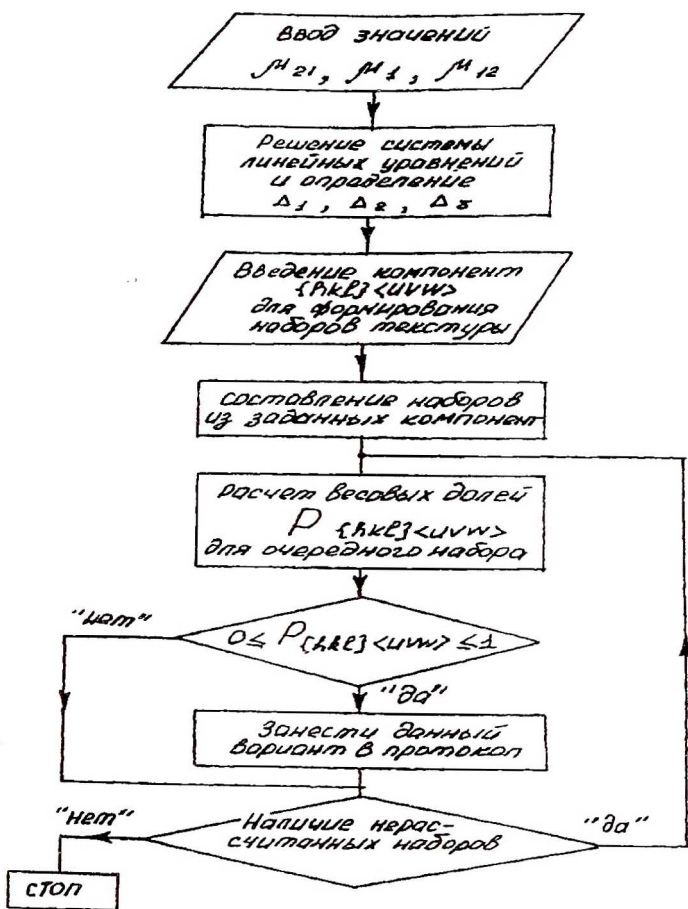 Ввод значений
μ21, μ1, μ12
Решение системы
линейных уравнений
и определение
Δ1, Δ2, Δ3
Введение компонент
{hkl}<uvw>
для формирования
наборов текстуры
составление наборов
из заданных компонент
расчет весовых долей
P{hkl}<uvw>
для очередного набора
"нет"
0≤P{hkl}<uvw>≤1
"да"
Занести данный
вариант в протокол
"нет"
Наличие нерас-
считанных наборов
"да"
стоп